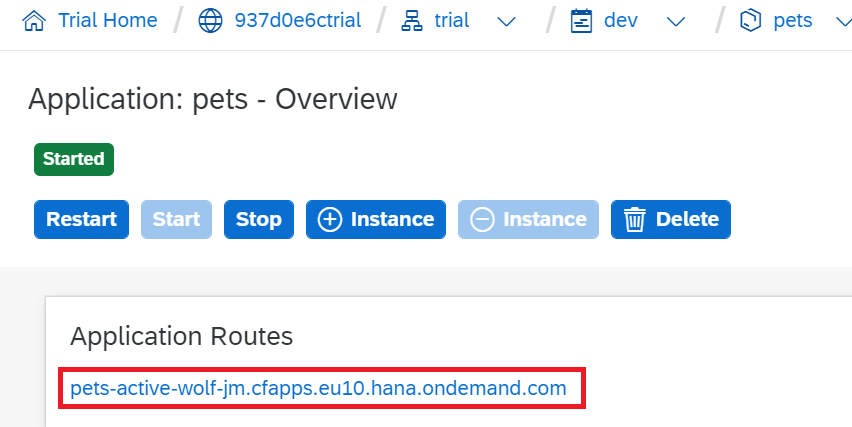 Trial Home / 937d0e6ctrial / trial / dev / pets
Application: pets - Overview
Started
Restart Start Stop Instance Instance Delete
Application Routes
pets-active-wolf-jm.cfapps.eu10.hana.ondemand.com